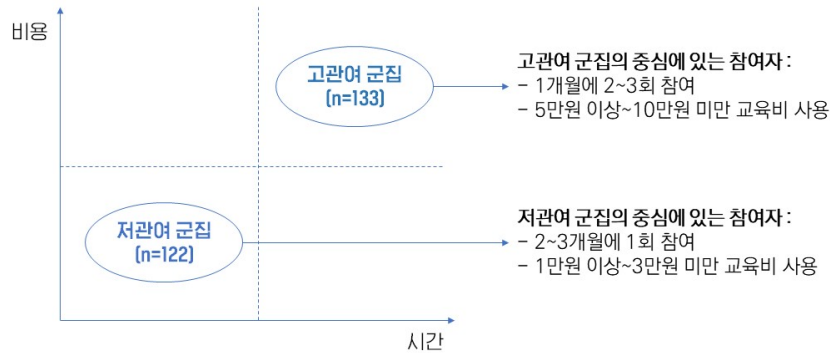 비용
고관여 군집
(n=133)
고관여 군집의 중심에 있는 참여자 :
- 1개월에 2~3회 참여
- 5만원 이상~10만원 미만 교육비 사용
저관여 군집
(n=122)
저관여 군집의 중심에 있는 참여자 :
- 2~3개월에 1회 참여
- 1만원 이상~3만원 미만 교육비 사용
시간